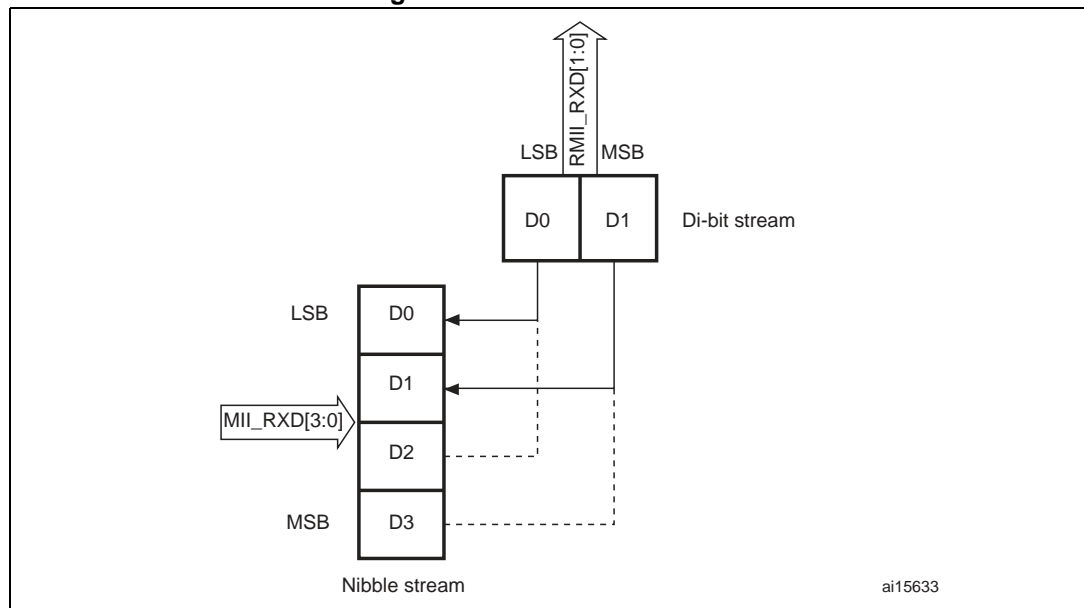 RMII_RXD[1:0]
LSB MSB
D0 D1 Di-bit stream
LSB D0
D1
MII_RXD[3:0]
D2
MSB D3
Nibble stream
ai15633